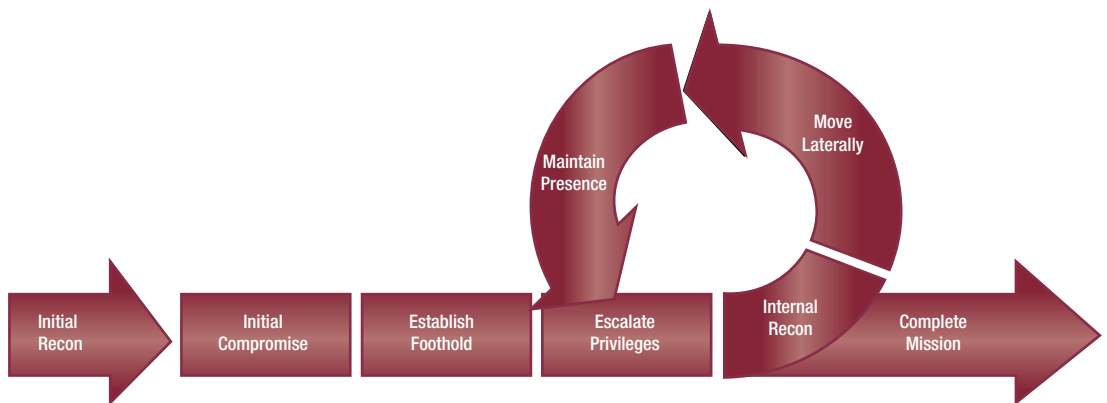 Initial
Recon
Initial
Compromise
Establish
Foothold
Escalate
Privileges
Internal
Recon
Move
Laterally
Maintain
Presence
Complete
Mission